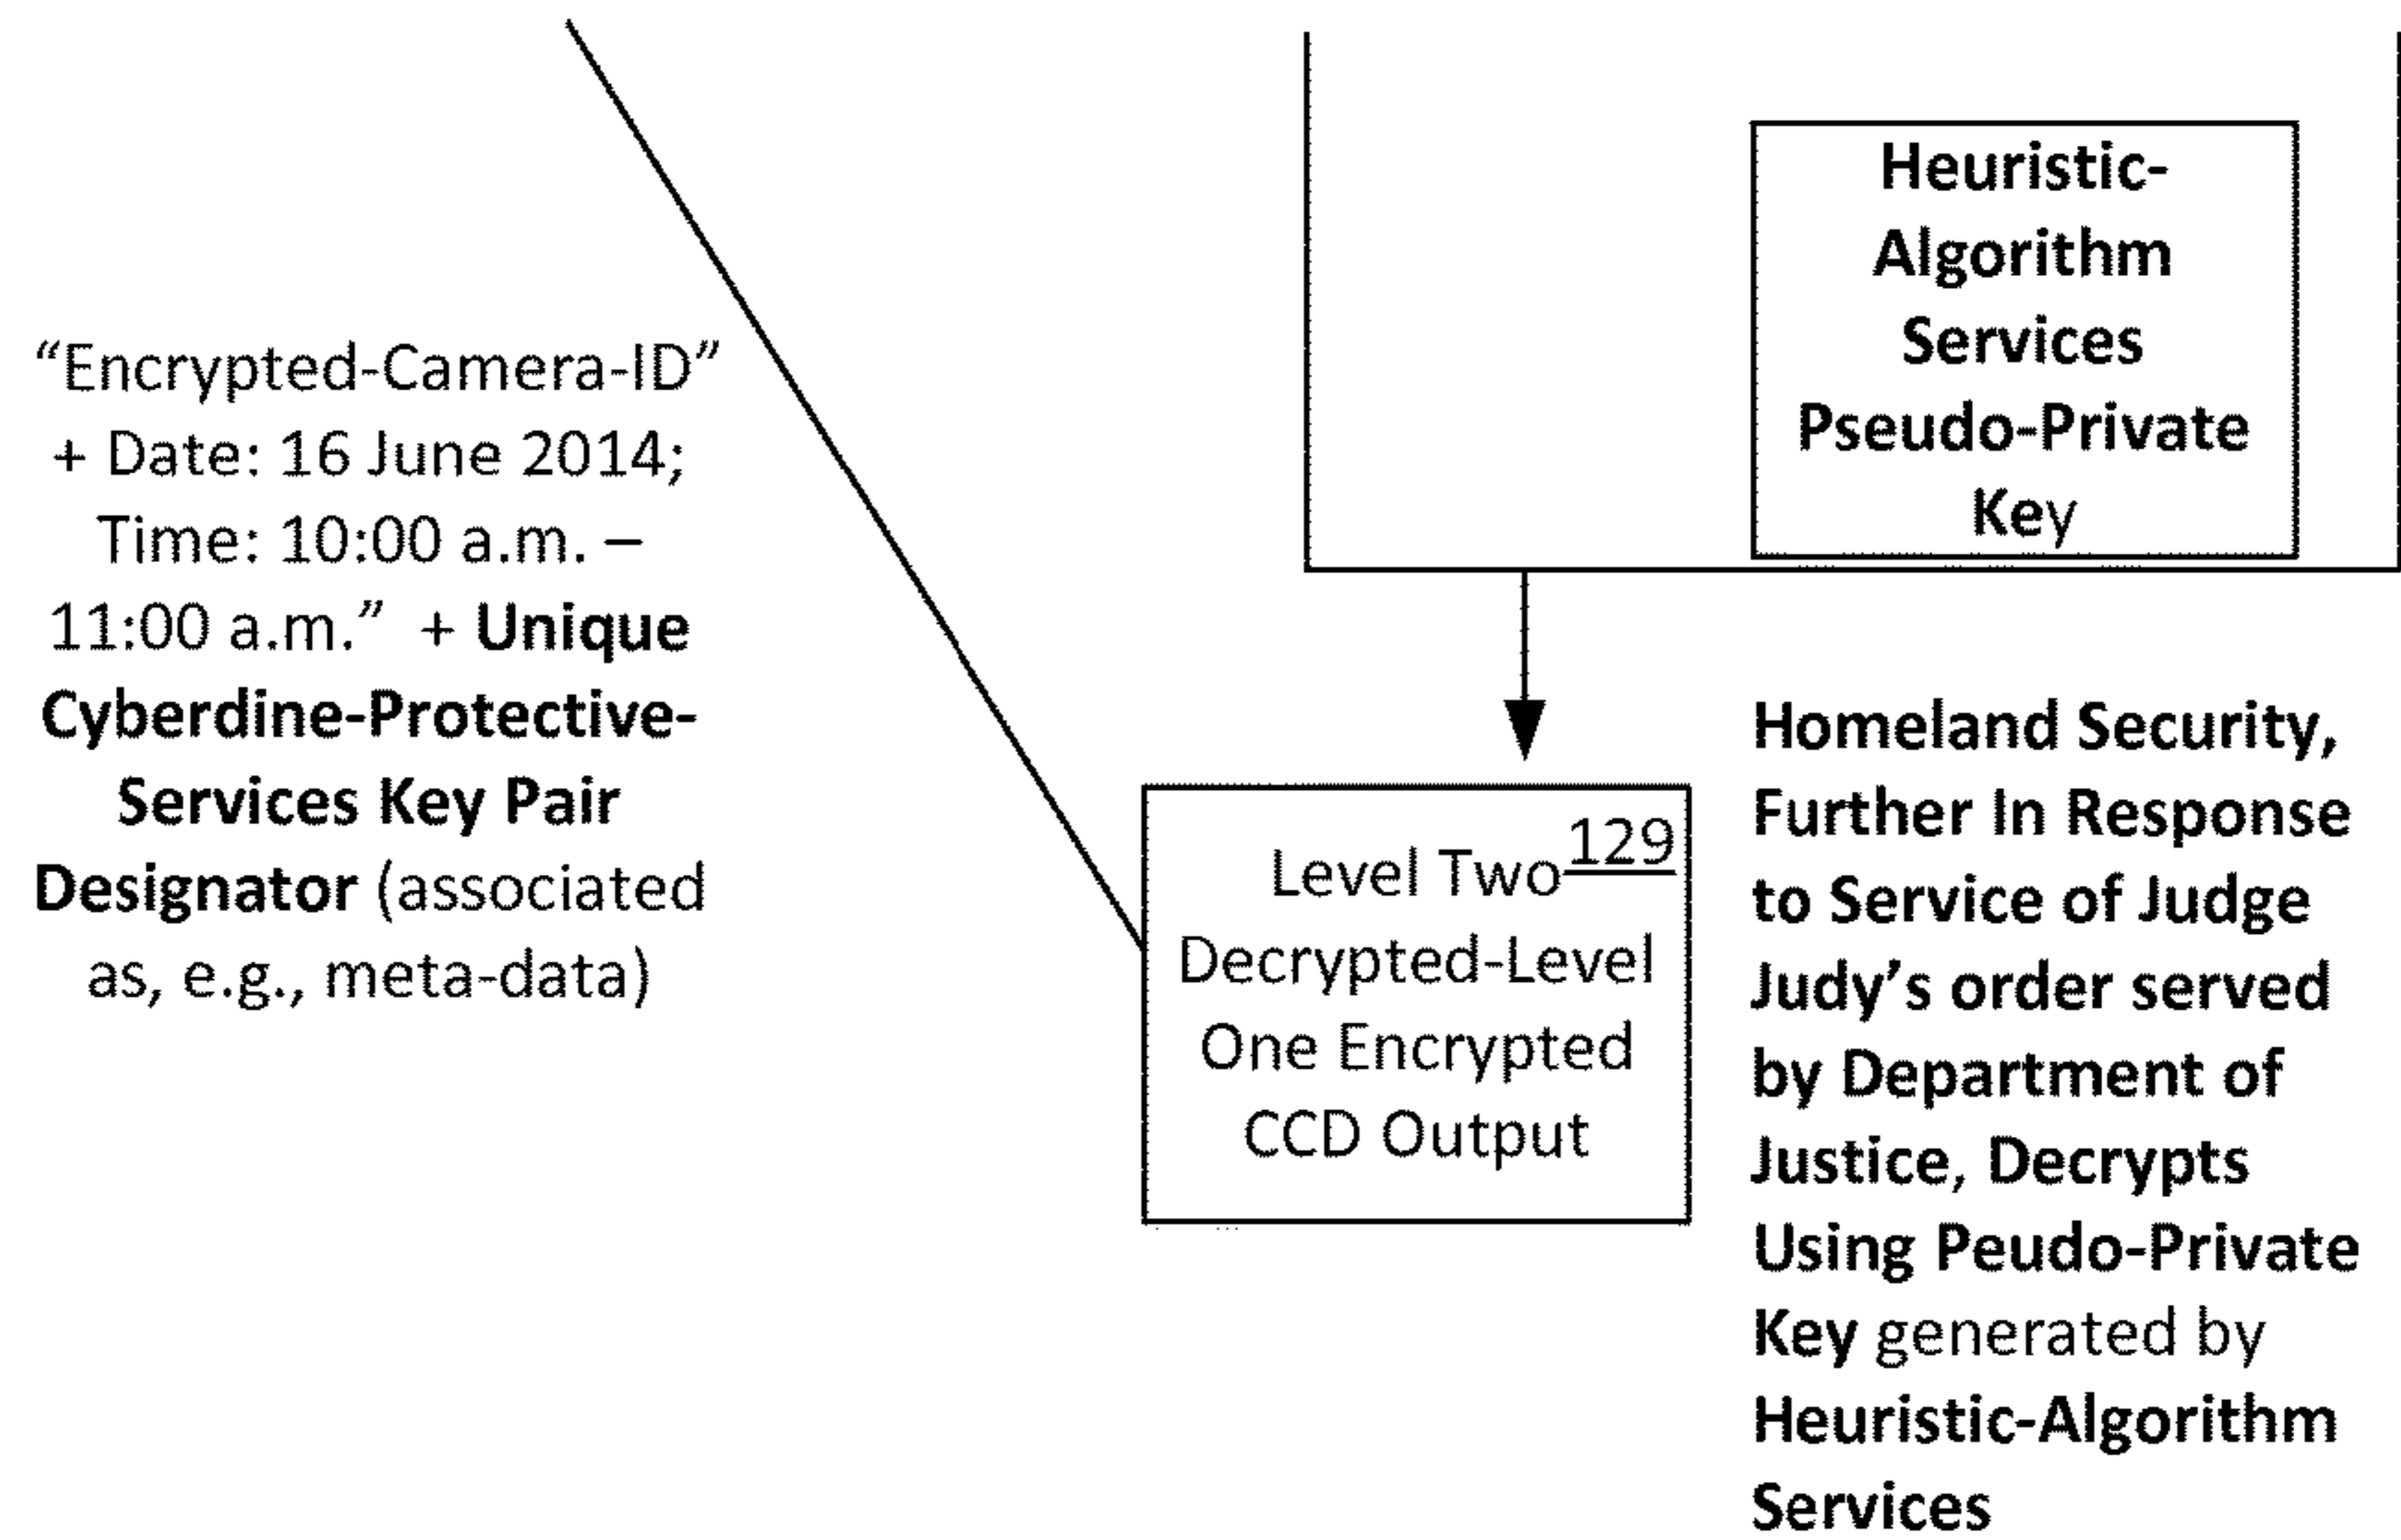 Heuristic-
Algorithm
Services
Pseudo-Private
Key
“Encrypted-Camera-ID”
+ Date: 16 June 2014;
Time: 10:00 a.m. –
11:00 a.m.” + Unique
Cyberdine-Protective-
Services Key Pair
Designator (associated
as, e.g., meta-data)
Level Two 129
Decrypted-Level
One Encrypted
CCD Output
Homeland Security,
Further In Response
to Service of Judge
Judy’s order served
by Department of
Justice, Decrypts
Using Peudo-Private
Key generated by
Heuristic-Algorithm
Services